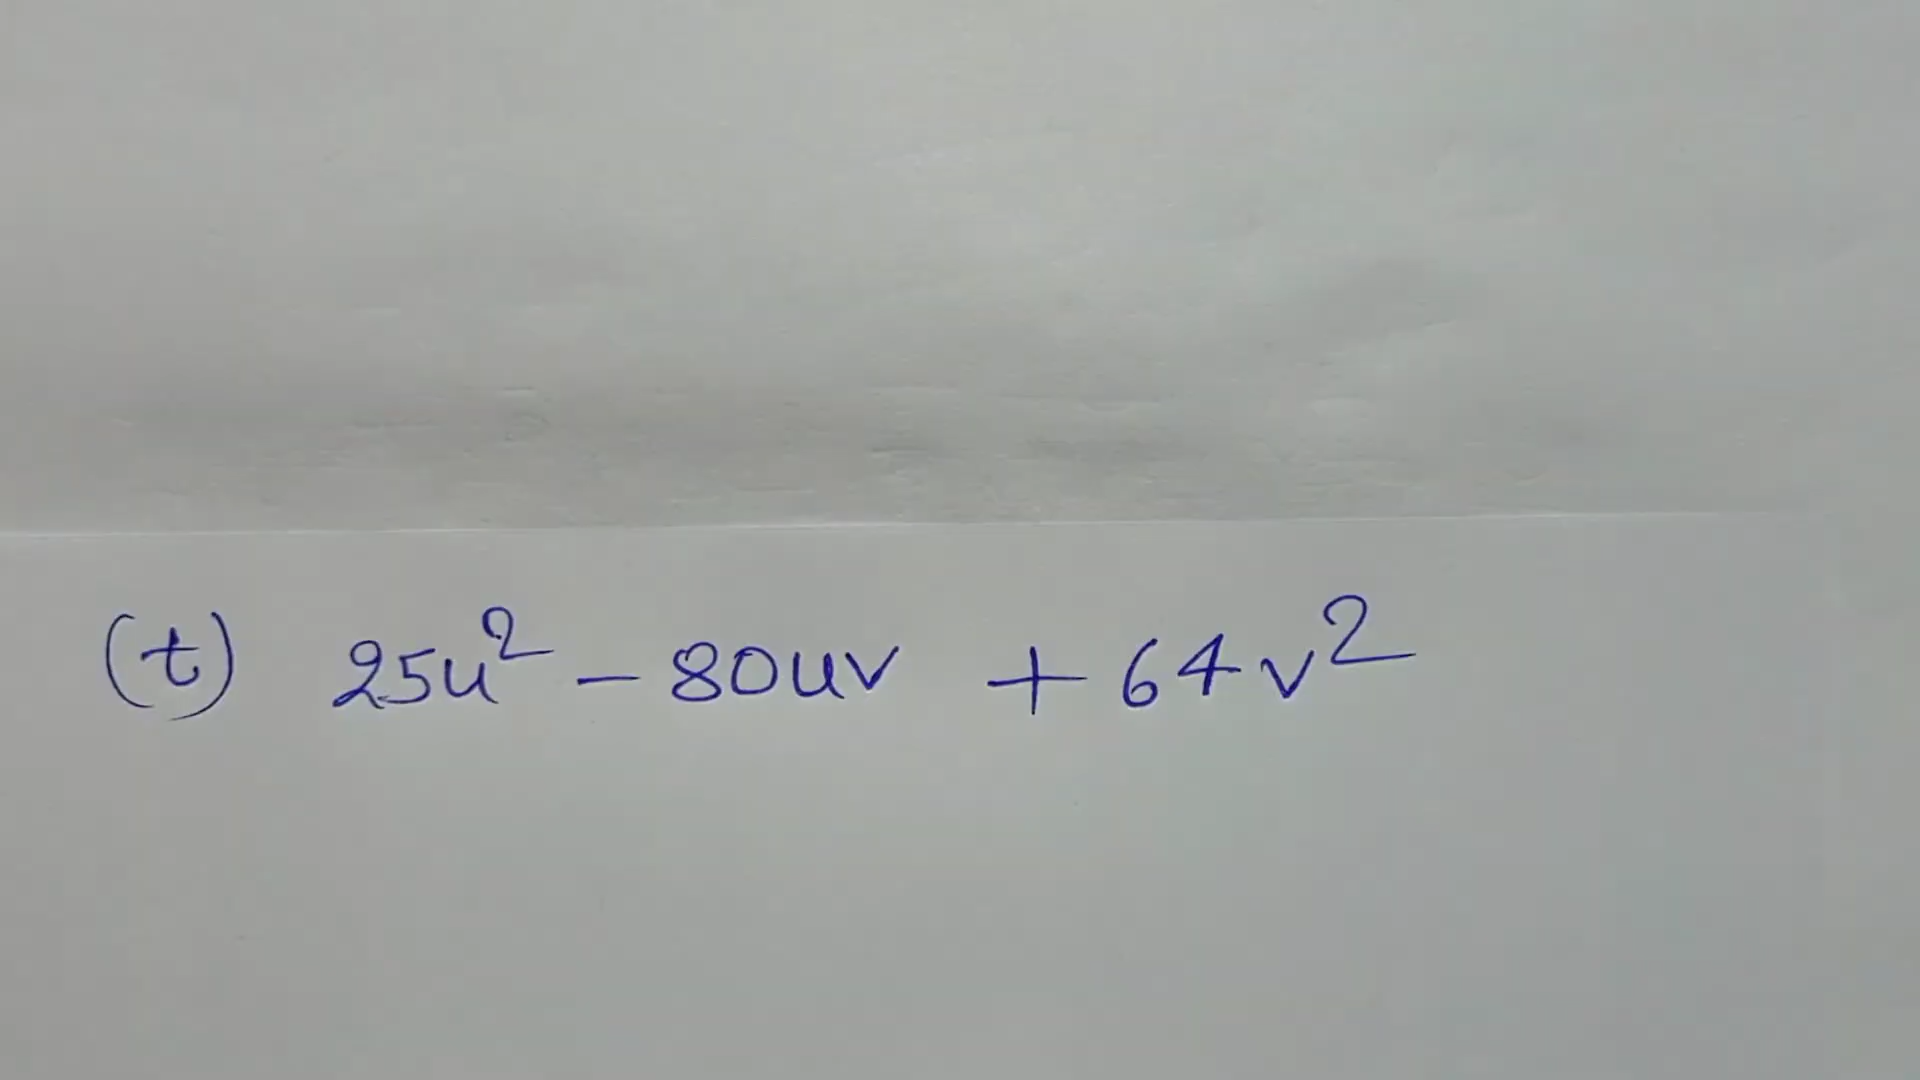 (t) 25u² - 80uv + 64v²